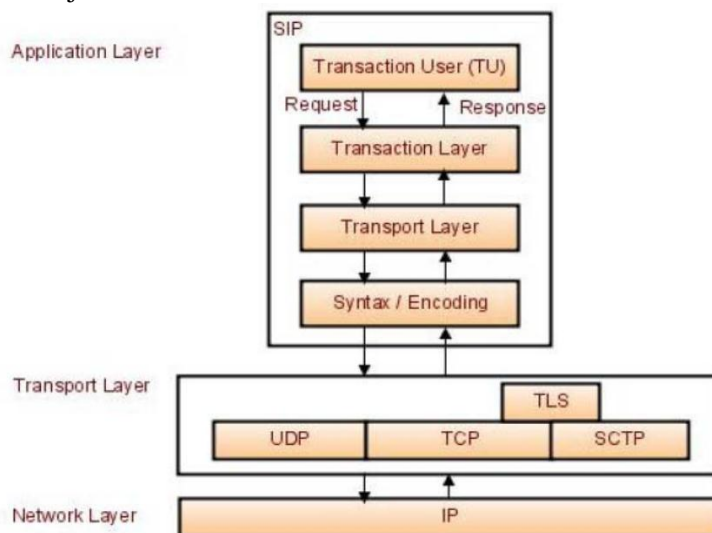 SIP
Application Layer
Transaction User (TU)
Request
Response
Transaction Layer
Transport Layer
Syntax / Encoding
Transport Layer
TLS
UDP TCP SCTP
Network Layer
IP